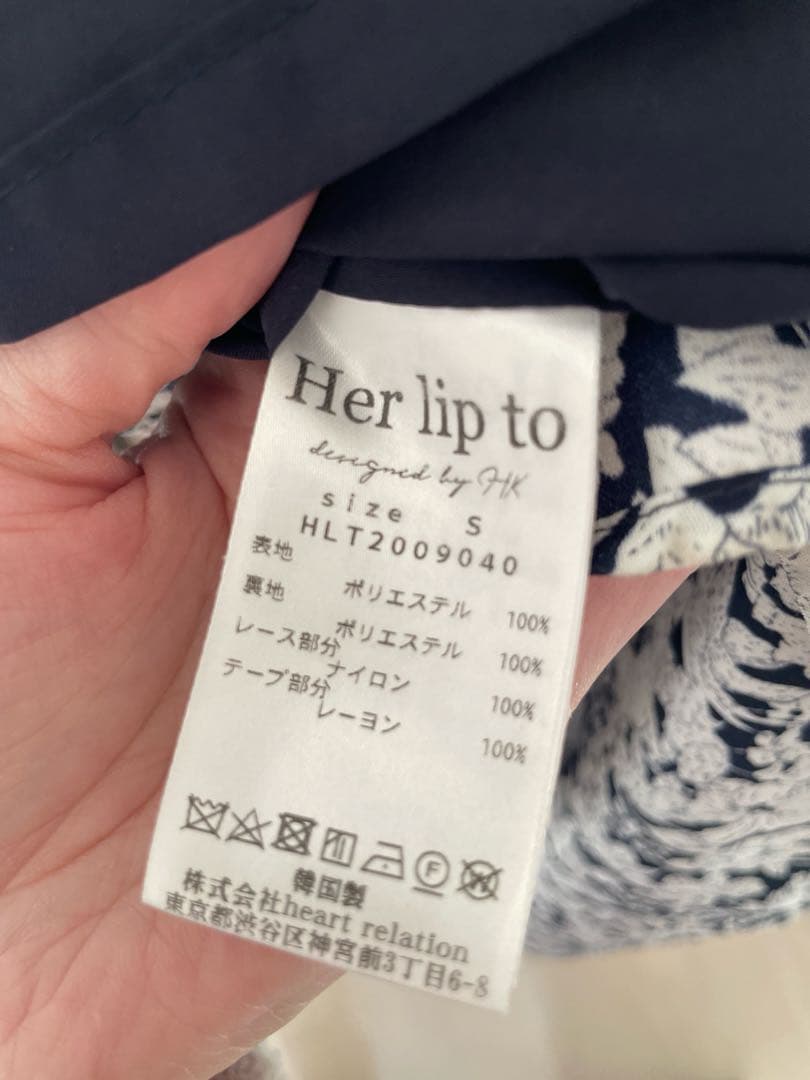 Her lip to
designed by HK
size S
HLT2009040
表地 ポリエステル 100%
裏地 ポリエステル 100%
レース部分 ナイロン 100%
テープ部分 レーヨン 100%
F
W
韓国製
株式会社heart relation
東京都渋谷区神宮前3丁目6-8